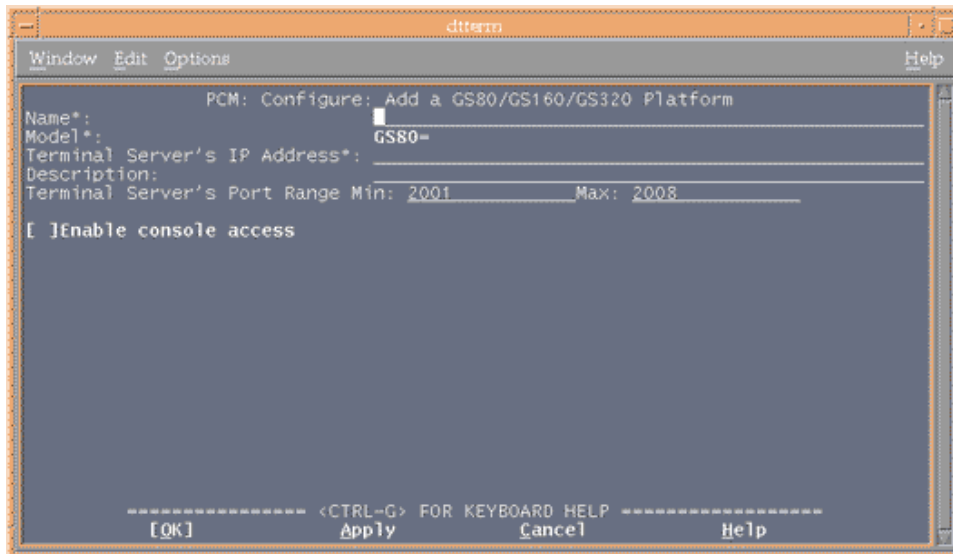 dtterm
Window Edit Options Help
PCM: Configure: Add a GS80/GS160/GS320 Platform
Name*:
Model*: GS80=
Terminal Server's IP Address*:
Description:
Terminal Server's Port Range Min: 2001 Max: 2008
[ ]Enable console access
---------------- <CTRL-G> FOR KEYBOARD HELP ------------------
[OK] Apply Cancel Help